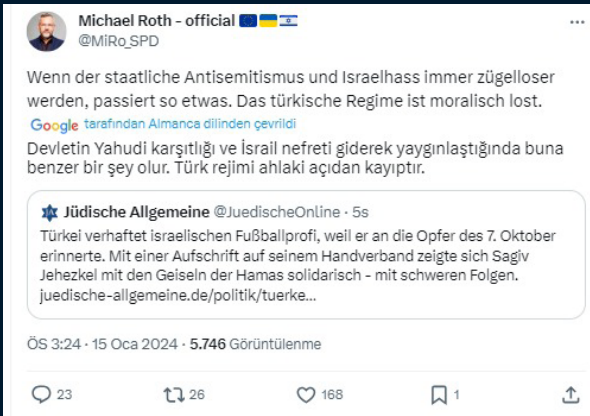 Michael Roth - official 🇪🇺🇺🇦🇮🇱
@MiRo_SPD
Wenn der staatliche Antisemitismus und Israelhass immer zügelloser
werden, passiert so etwas. Das türkische Regime ist moralisch lost.
Google tarafından Almanca dilinden çevrildi
Devletin Yahudi karşıtlığı ve İsrail nefreti giderek yaygınlaştığında buna
benzer bir şey olur. Türk rejimi ahlaki açıdan kayıptır.
Jüdische Allgemeine @JuedischeOnline · 5s
Türkei verhaftet israelischen Fußballprofi, weil er an die Opfer des 7. Oktober
erinnerte. Mit einer Aufschrift auf seinem Handverband zeigte sich Sagiv
Jehezkel mit den Geiseln der Hamas solidarisch – mit schweren Folgen.
juedische-allgemeine.de/politik/tuerke...
ÖS 3:24 · 15 Oca 2024 · 5.746 Görüntülenme
23 26 168 1